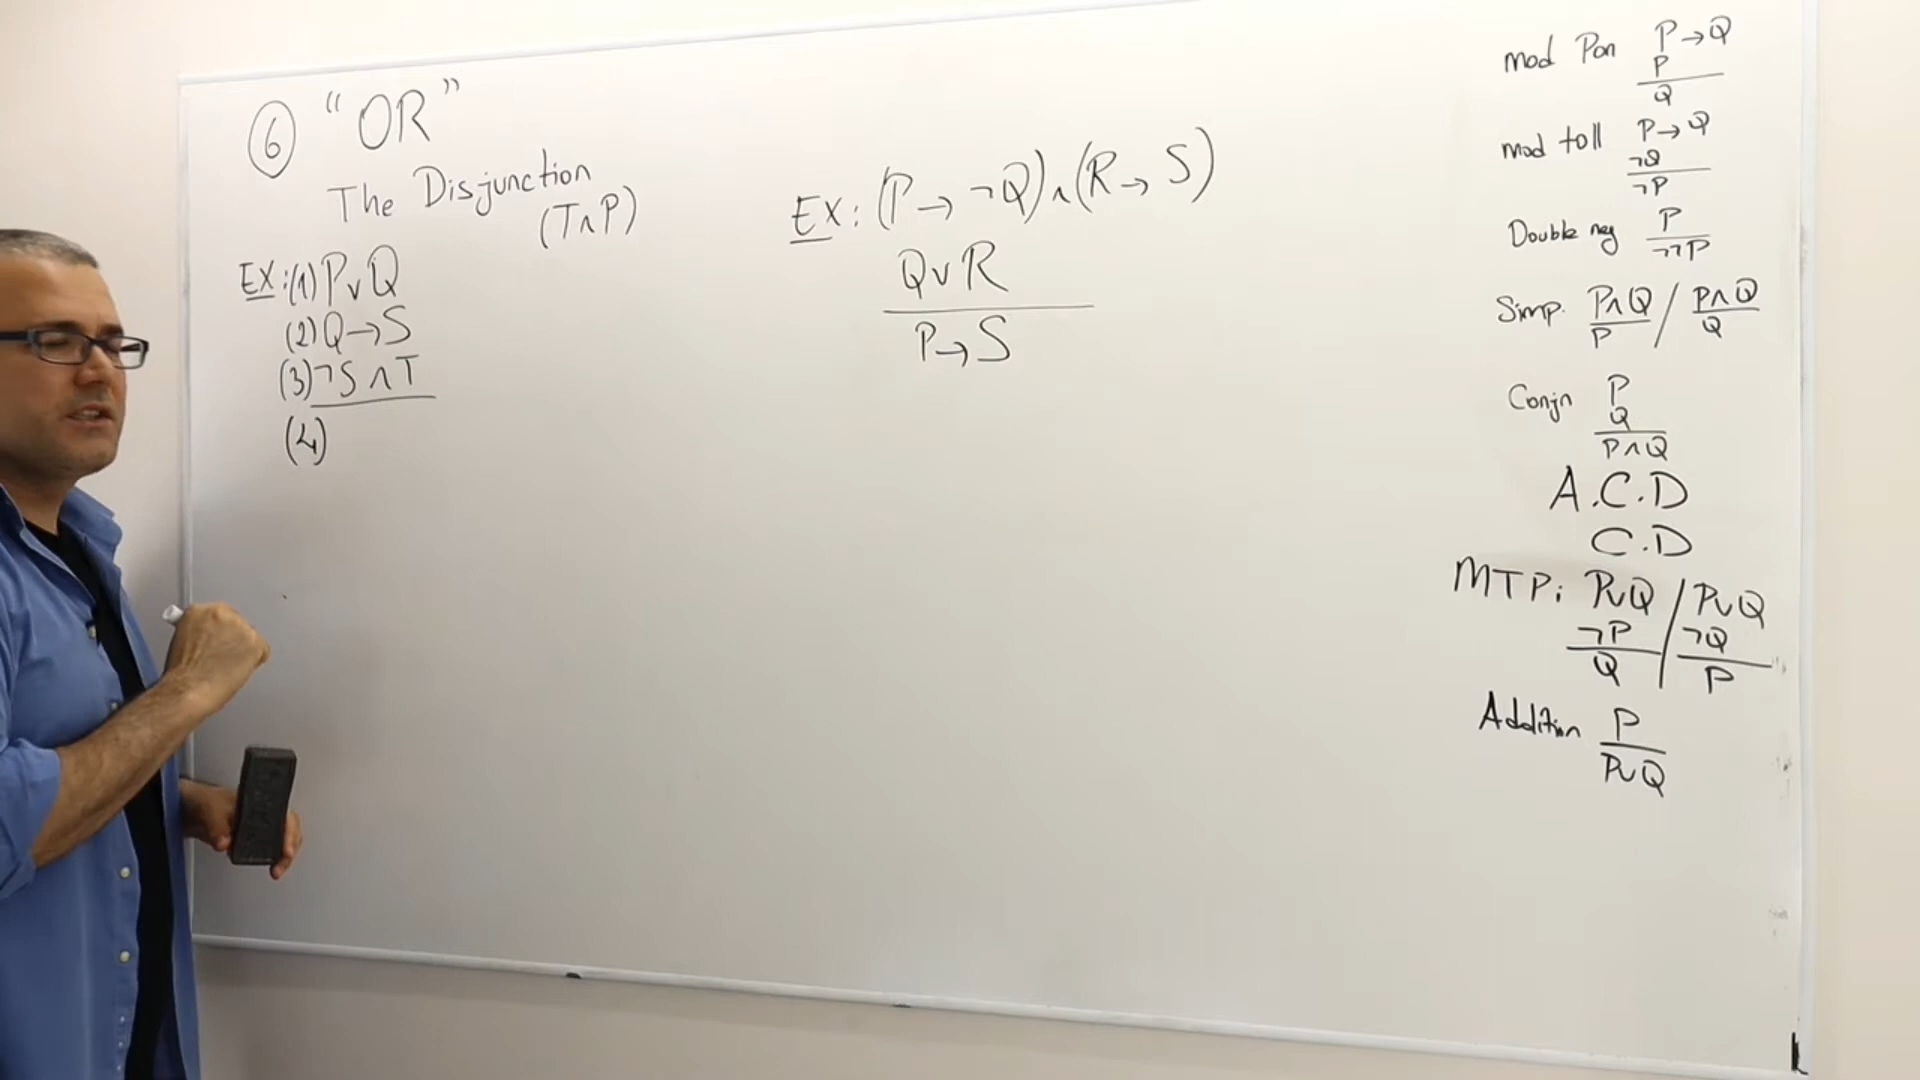 ⑥ "OR"
The Disjunction
(T∧P)
EX: (1) P∨Q
(2) Q→S
(3) ¬S∧T
(4)
EX: (P→¬Q)∧(R→S)
Q∨R
P→S
mod Pon P→Q
P
Q
mod toll P→Q
¬Q
¬P
Double neg P
¬¬P
Simp. P∧Q / P∧Q
P Q
Conjn P
Q
P∧Q
A.C.D
C.D
MTP: P∨Q / P∨Q
¬P ¬Q
Q P
Addition P
P∨Q